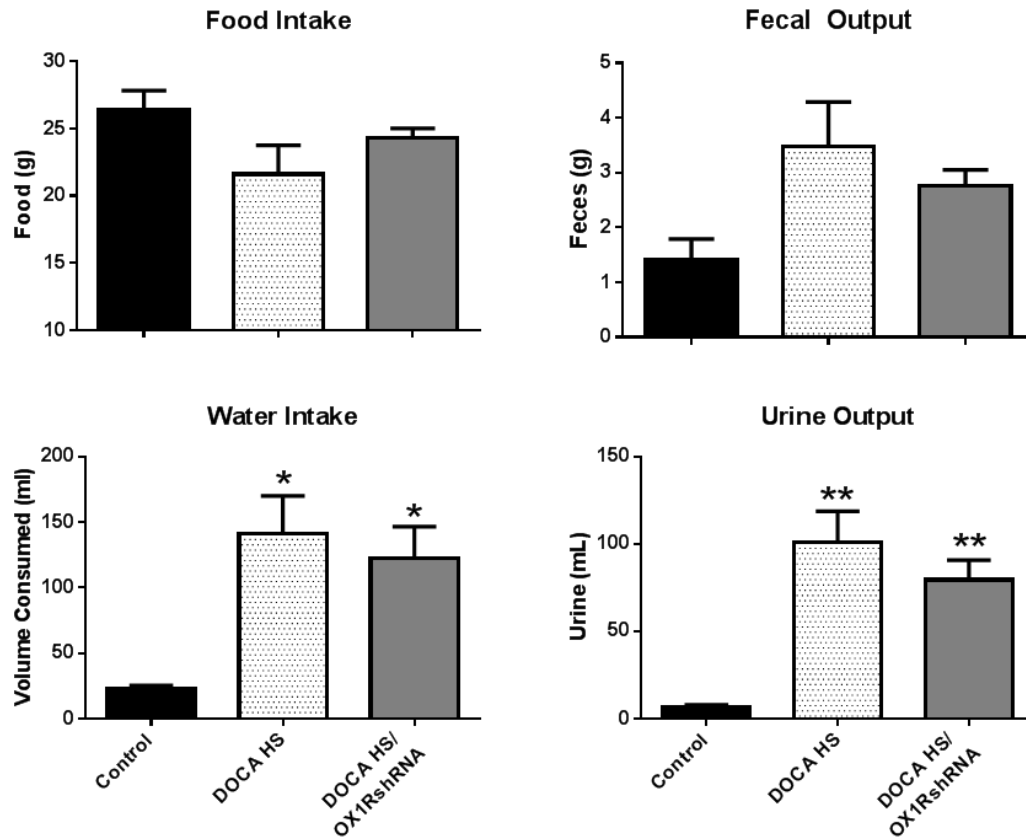 Food Intake
Food (g)
30
25
20
15
10
Fecal Output
Feces (g)
5
4
3
2
1
0
Water Intake
Volume Consumed (ml)
200
150
100
50
0
*
*
Control
DOCA HS
DOCA HS/
OX1RshRNA
Urine Output
Urine (mL)
150
100
50
0
**
**
Control
DOCA HS
DOCA HS/
OX1RshRNA